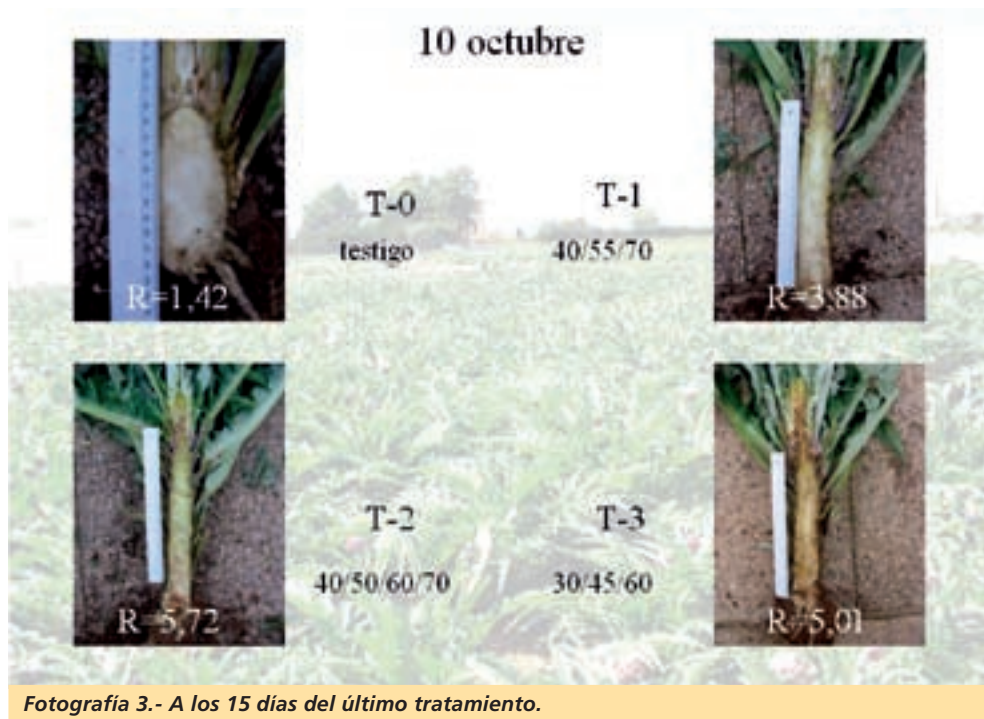 10 octubre
T-0
testigo
R=1,42
T-1
40/55/70
R=3,88
T-2
40/50/60/70
R=5,72
T-3
30/45/60
R=5,01
Fotografía 3.- A los 15 días del último tratamiento.